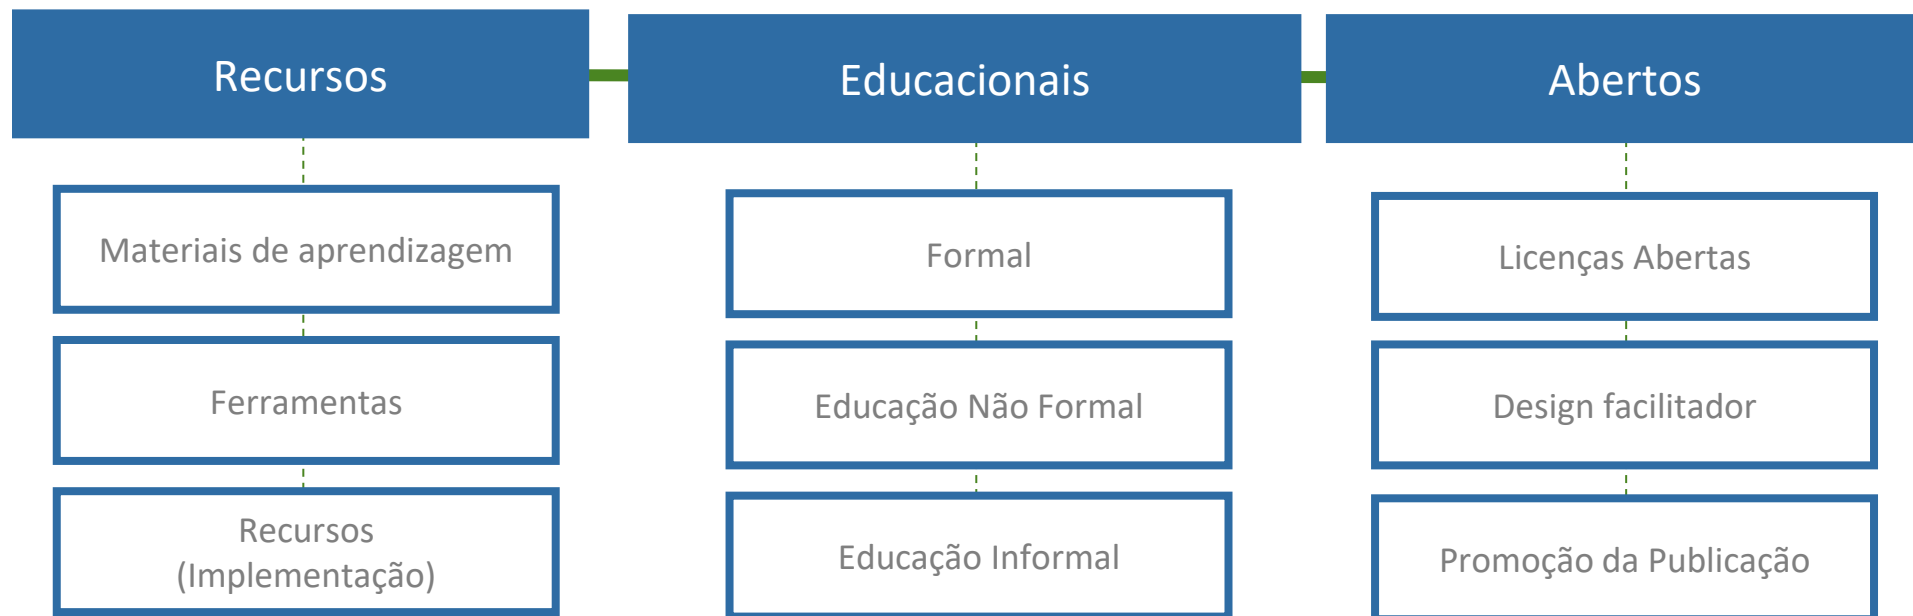 Recursos
Educacionais
Abertos
Materiais de aprendizagem
Formal
Licenças Abertas
Ferramentas
Educação Não Formal
Design facilitador
Recursos
(Implementação)
Educação Informal
Promoção da Publicação